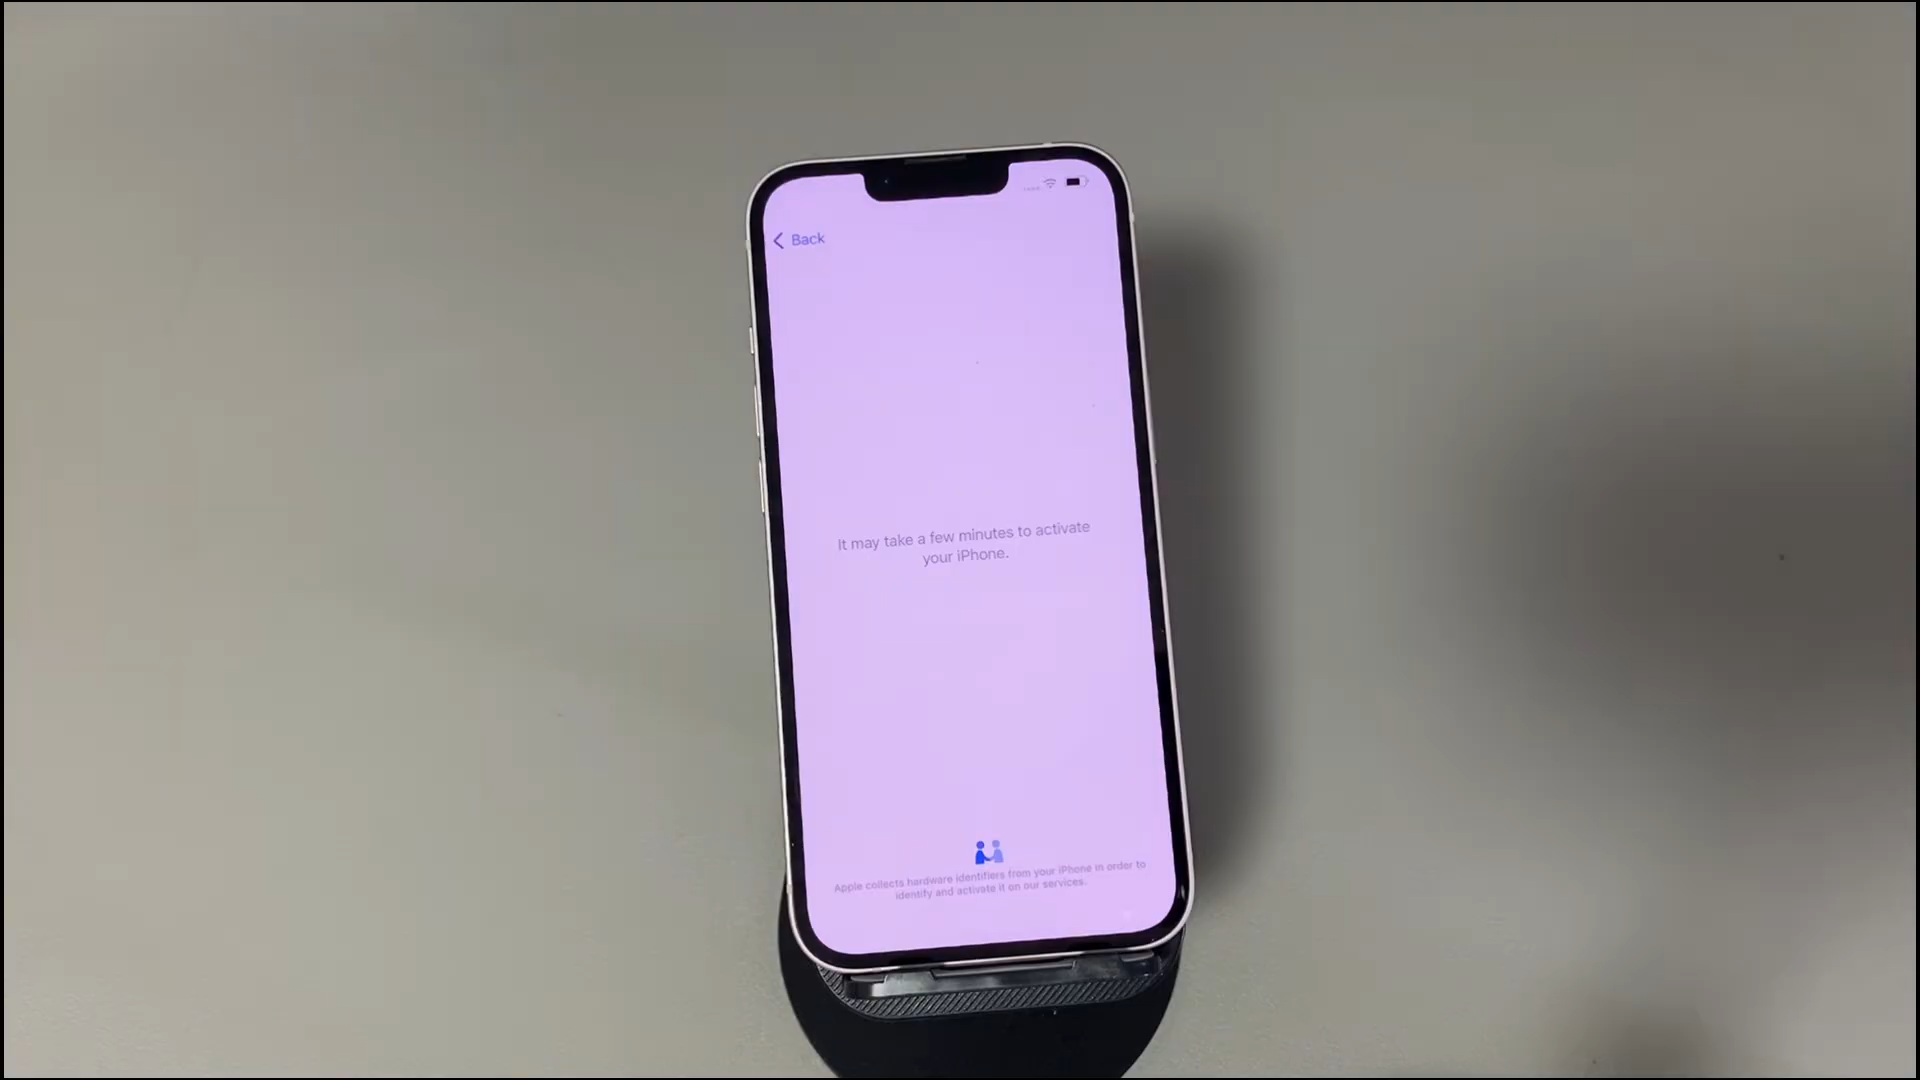 Back
It may take a few minutes to activate
your iPhone.
Apple collects hardware identifiers from your iPhone in order to
identify and activate it on our services.